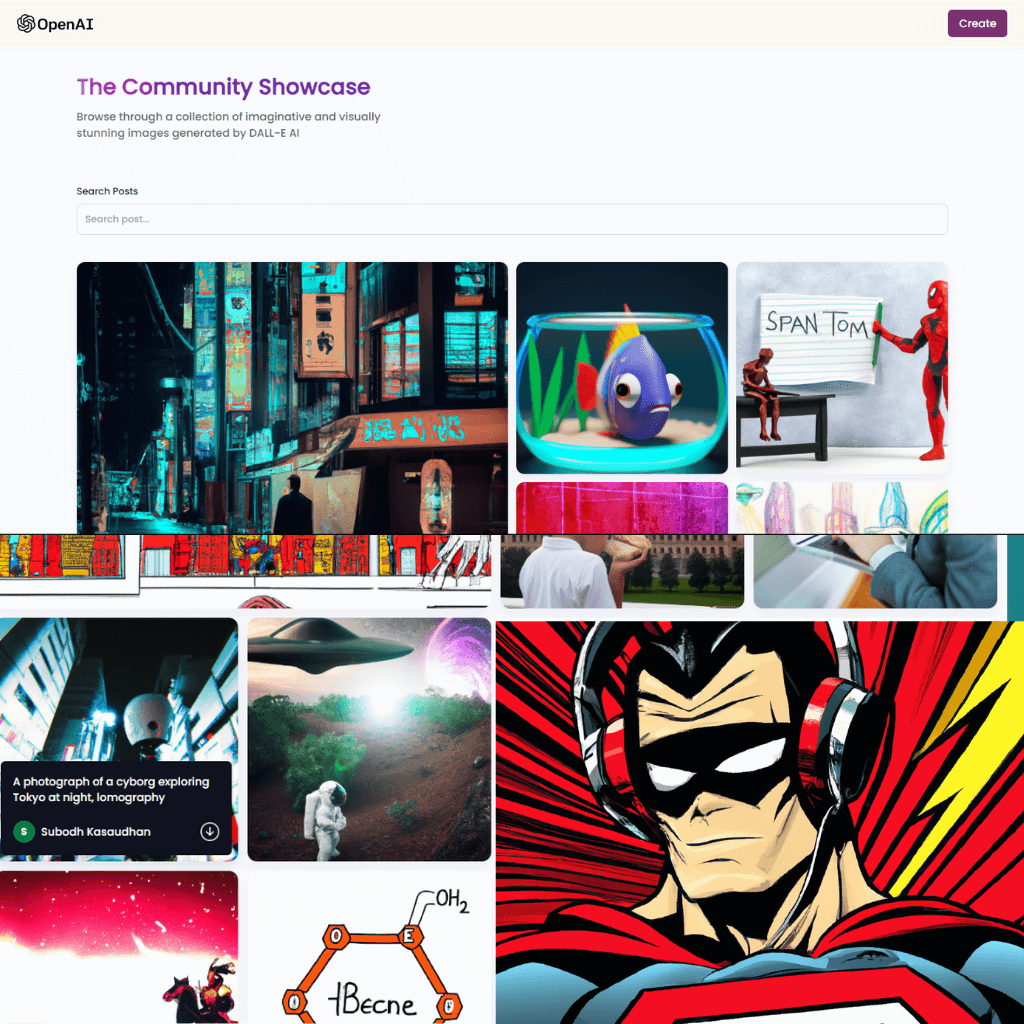 OpenAI
Create
The Community Showcase
Browse through a collection of imaginative and visually
stunning images generated by DALL-E AI
Search Posts
Search post...
SPAN TOM
A photograph of a cyborg exploring
Tokyo at night, lomography
S Subodh Kasaudhan
OH2
O E
O